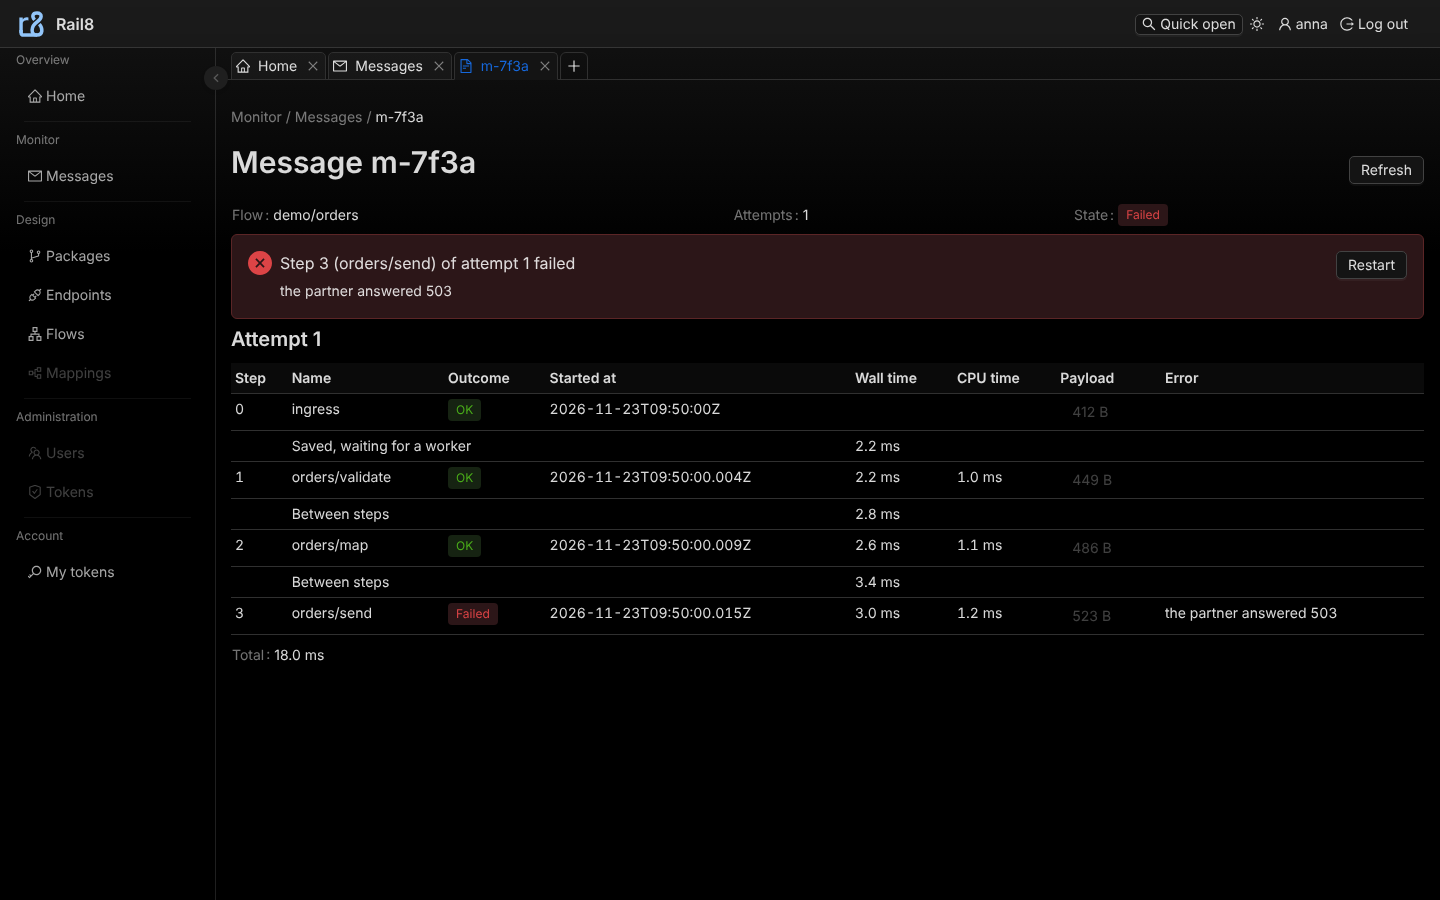 Rail8
Quick open
anna
Log out
Overview
Home
Monitor
Messages
Design
Packages
Endpoints
Flows
Mappings
Administration
Users
Tokens
Account
My tokens
Home
Messages
m-7f3a
Monitor / Messages / m-7f3a
Message m-7f3a
Refresh
Flow: demo/orders
Attempts: 1
State: Failed
Step 3 (orders/send) of attempt 1 failed
Restart
the partner answered 503
Attempt 1
Step Name Outcome Started at Wall time CPU time Payload Error
0 ingress OK 2026-11-23T09:50:00Z 412 B
Saved, waiting for a worker 2.2 ms
1 orders/validate OK 2026-11-23T09:50:00.004Z 2.2 ms 1.0 ms 449 B
Between steps 2.8 ms
2 orders/map OK 2026-11-23T09:50:00.009Z 2.6 ms 1.1 ms 486 B
Between steps 3.4 ms
3 orders/send Failed 2026-11-23T09:50:00.015Z 3.0 ms 1.2 ms 523 B the partner answered 503
Total: 18.0 ms